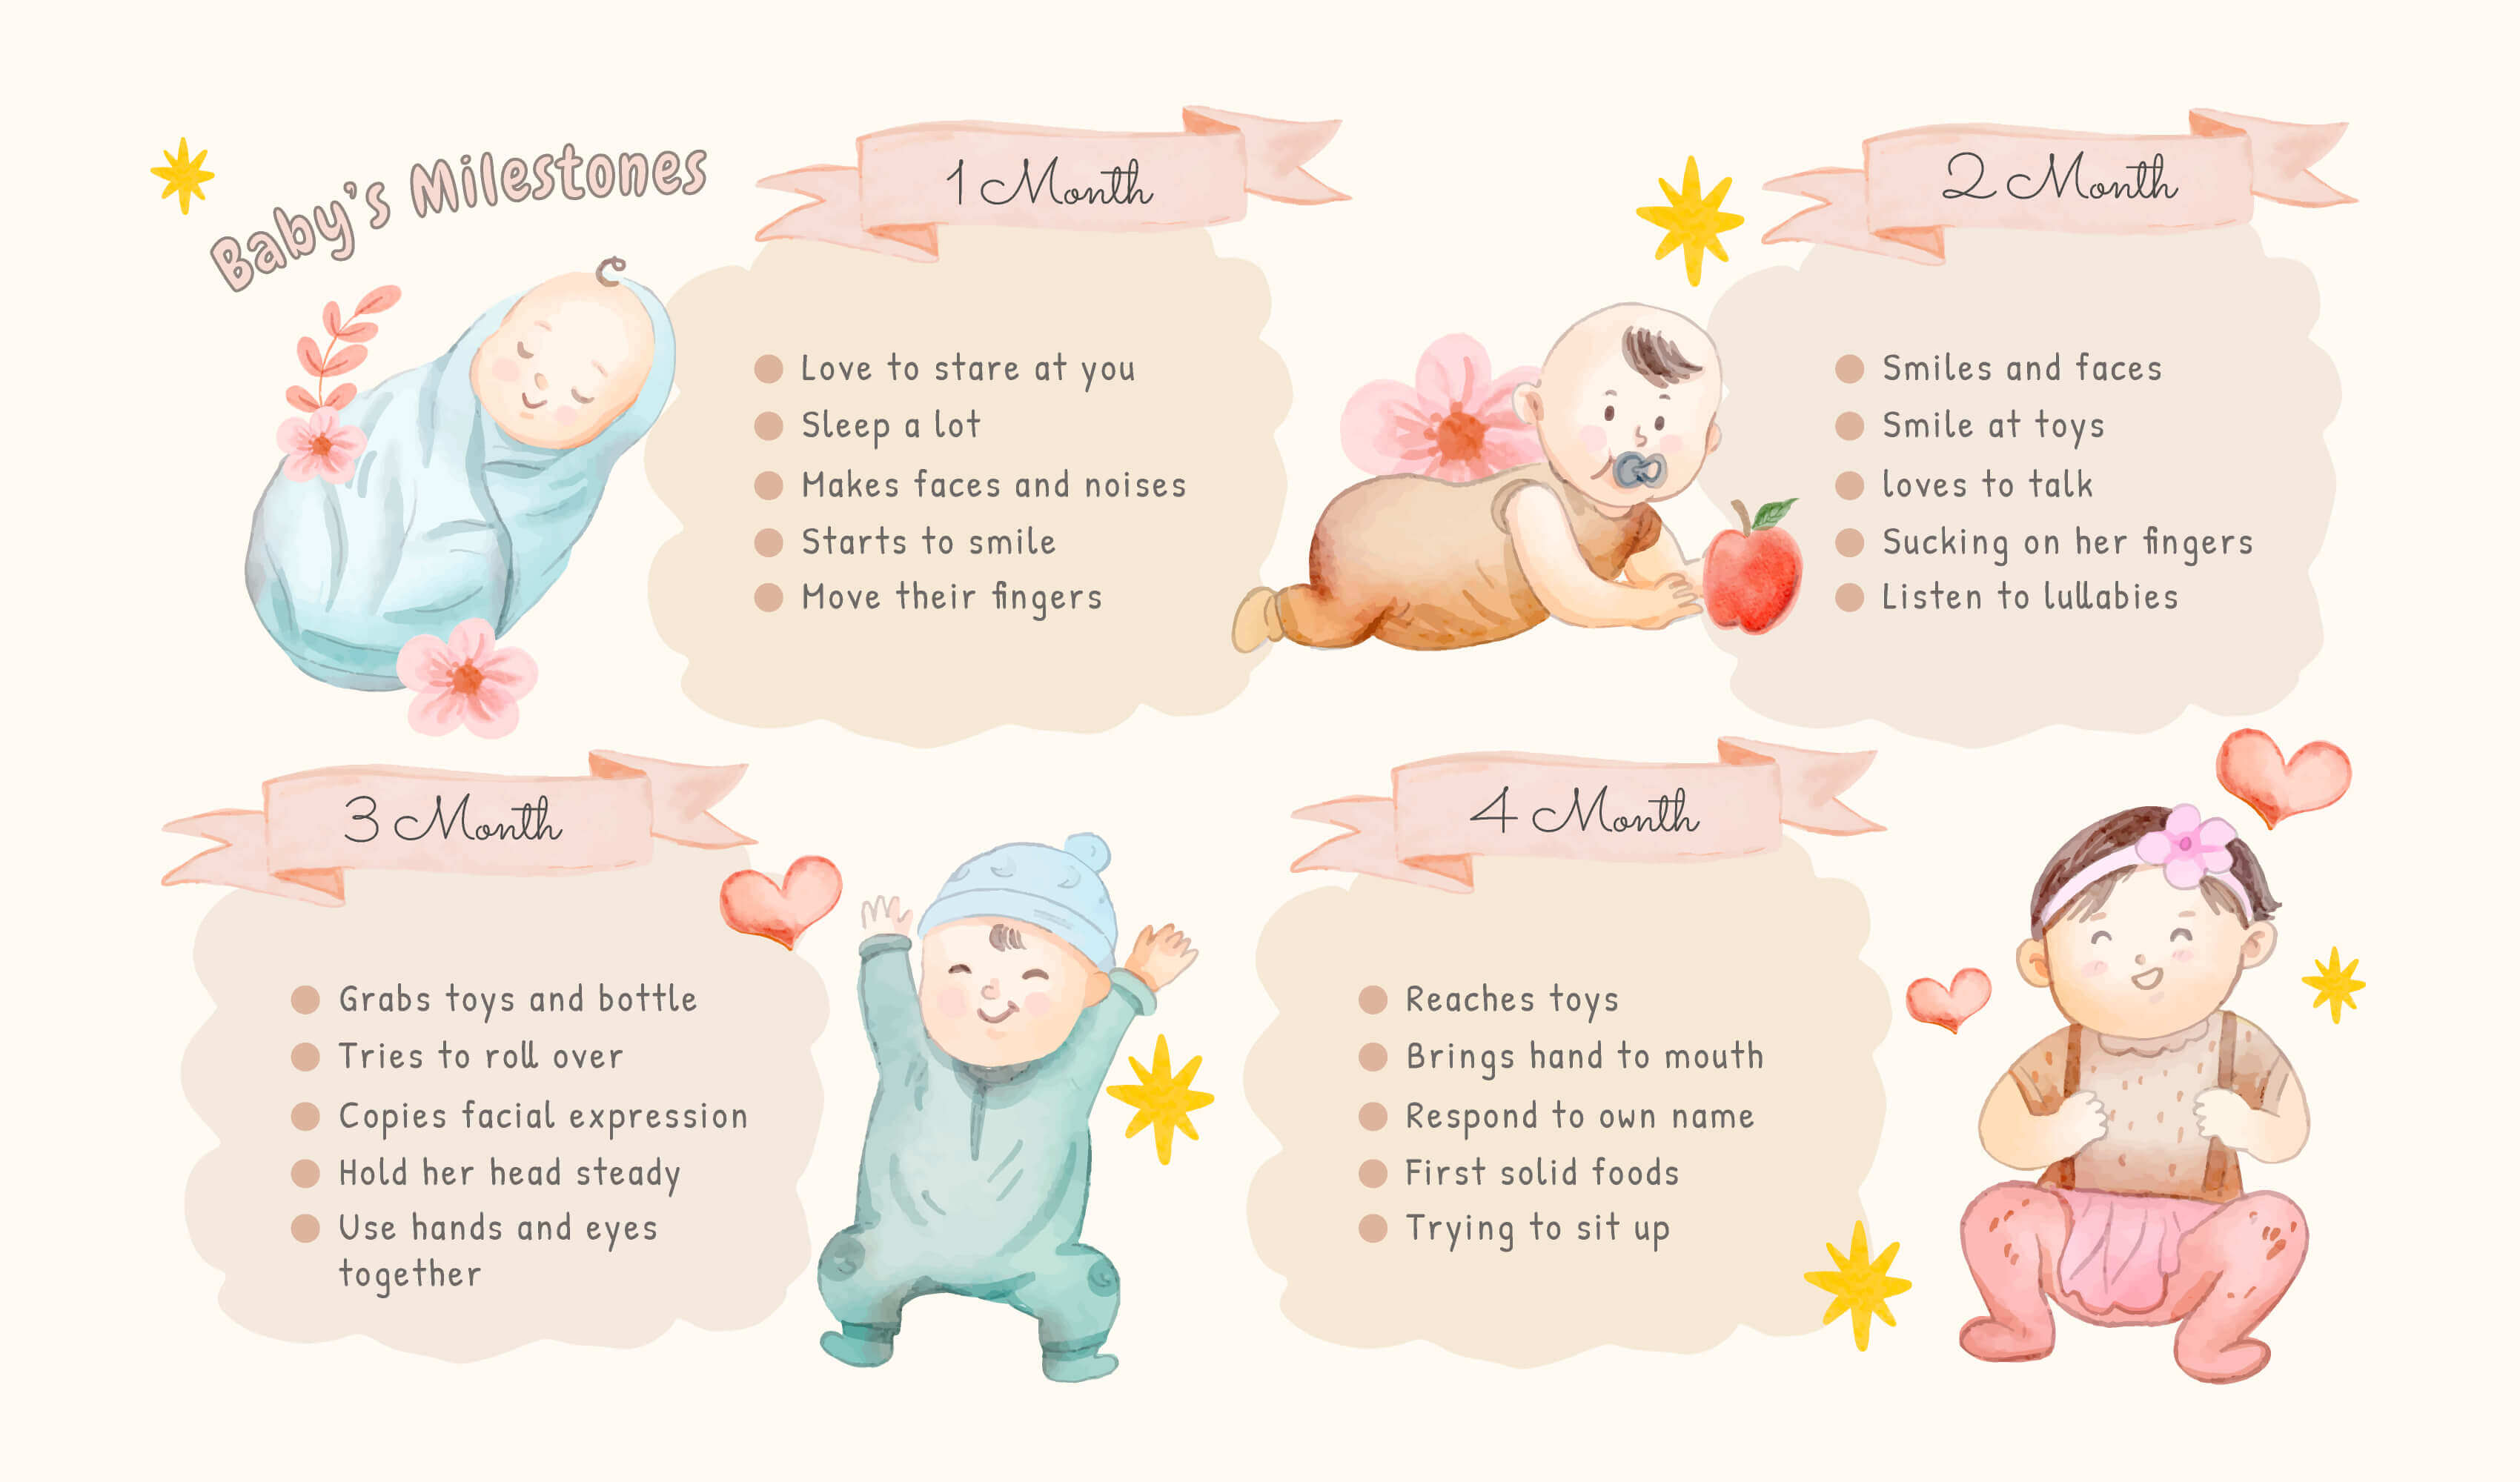 Baby's Milestones
1 Month
Love to stare at you
Sleep a lot
Makes faces and noises
Starts to smile
Move their fingers
2 Month
Smiles and faces
Smile at toys
loves to talk
Sucking on her fingers
Listen to lullabies
3 Month
Grabs toys and bottle
Tries to roll over
Copies facial expression
Hold her head steady
Use hands and eyes
together
4 Month
Reaches toys
Brings hand to mouth
Respond to own name
First solid foods
Trying to sit up